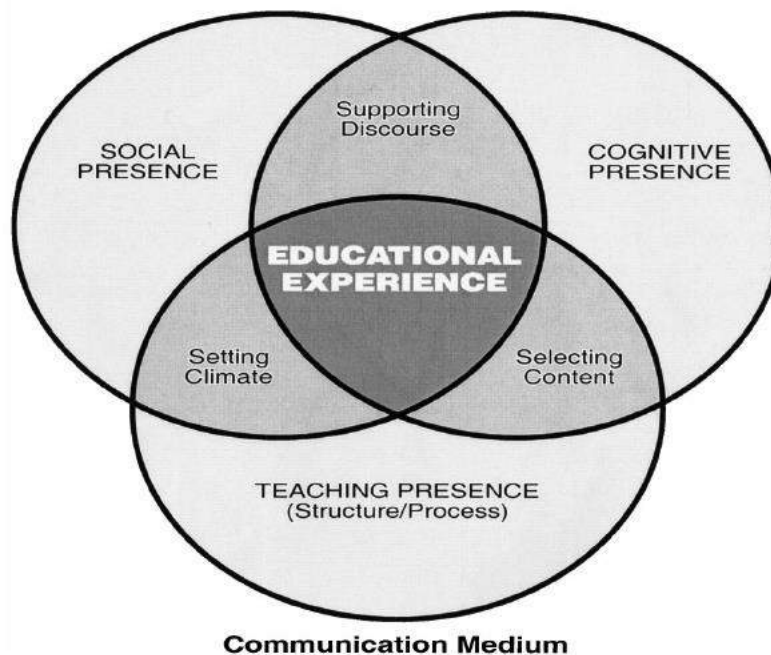 Supporting
Discourse
SOCIAL
PRESENCE
COGNITIVE
PRESENCE
EDUCATIONAL
EXPERIENCE
Setting
Climate
Selecting
Content
TEACHING PRESENCE
(Structure/Process)
Communication Medium